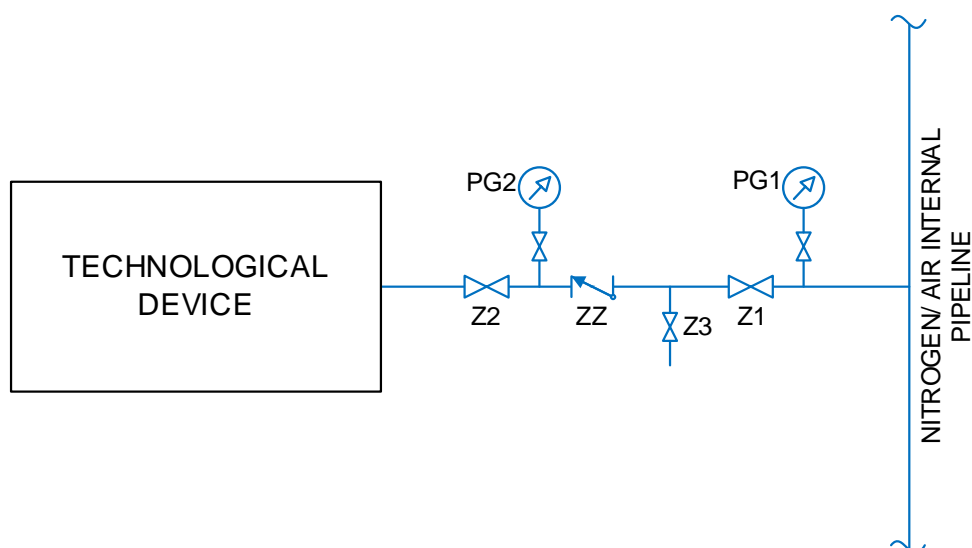 PG2
PG1
TECHNOLOGICAL
DEVICE
Z2
ZZ
Z3
Z1
NITROGEN/ AIR INTERNAL
PIPELINE